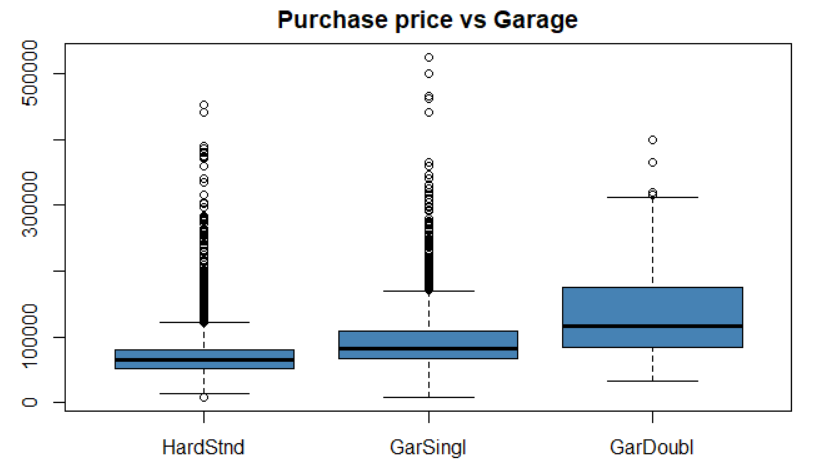 Purchase price vs Garage
500000
300000
100000
0
HardStnd GarSingl GarDoubl